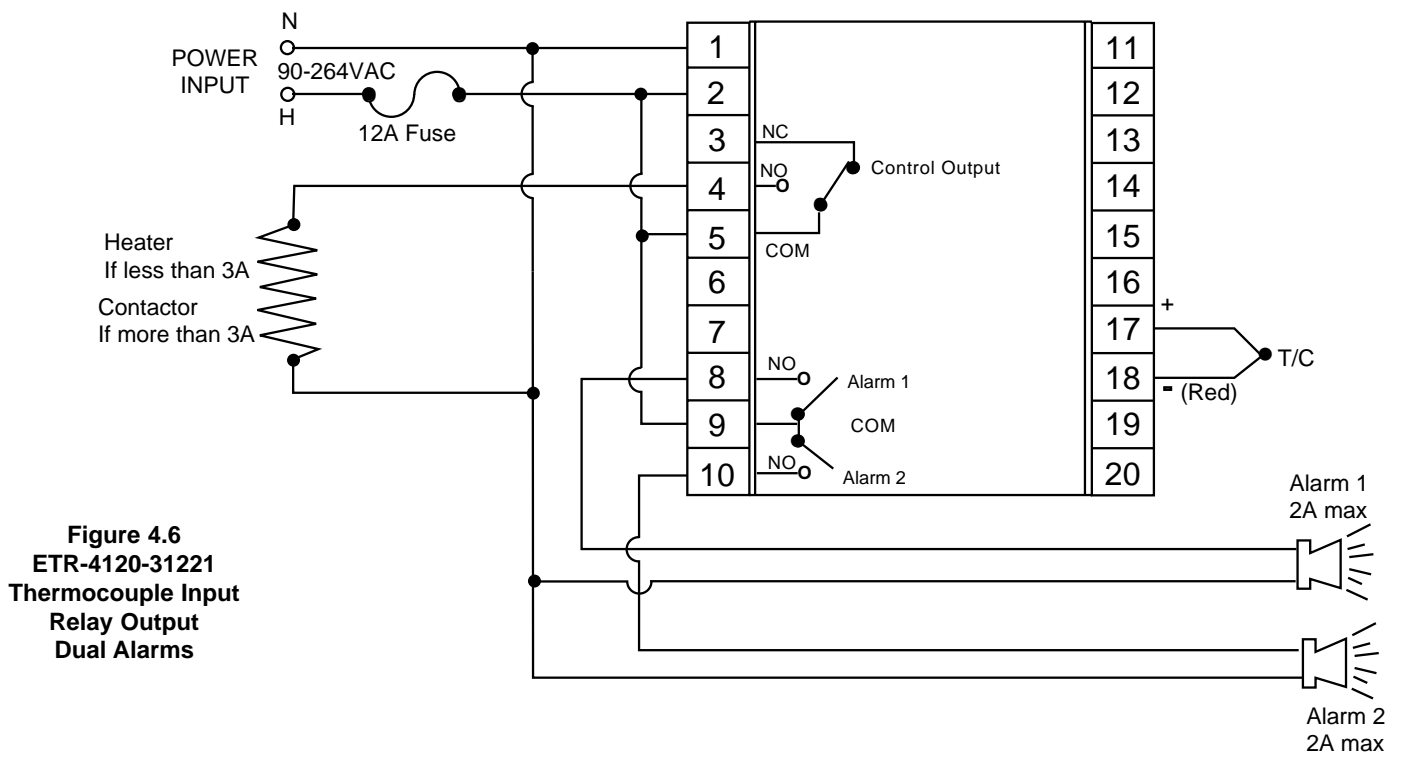 N
POWER
INPUT
90-264VAC
H
12A Fuse
Heater
If less than 3A
Contactor
If more than 3A
1
2
3
4
5
6
7
8
9
10
NC
NO
Control Output
COM
NO
Alarm 1
COM
NO
Alarm 2
11
12
13
14
15
16
17
18
19
20
+
T/C
- (Red)
Alarm 1
2A max
Alarm 2
2A max
Figure 4.6
ETR-4120-31221
Thermocouple Input
Relay Output
Dual Alarms